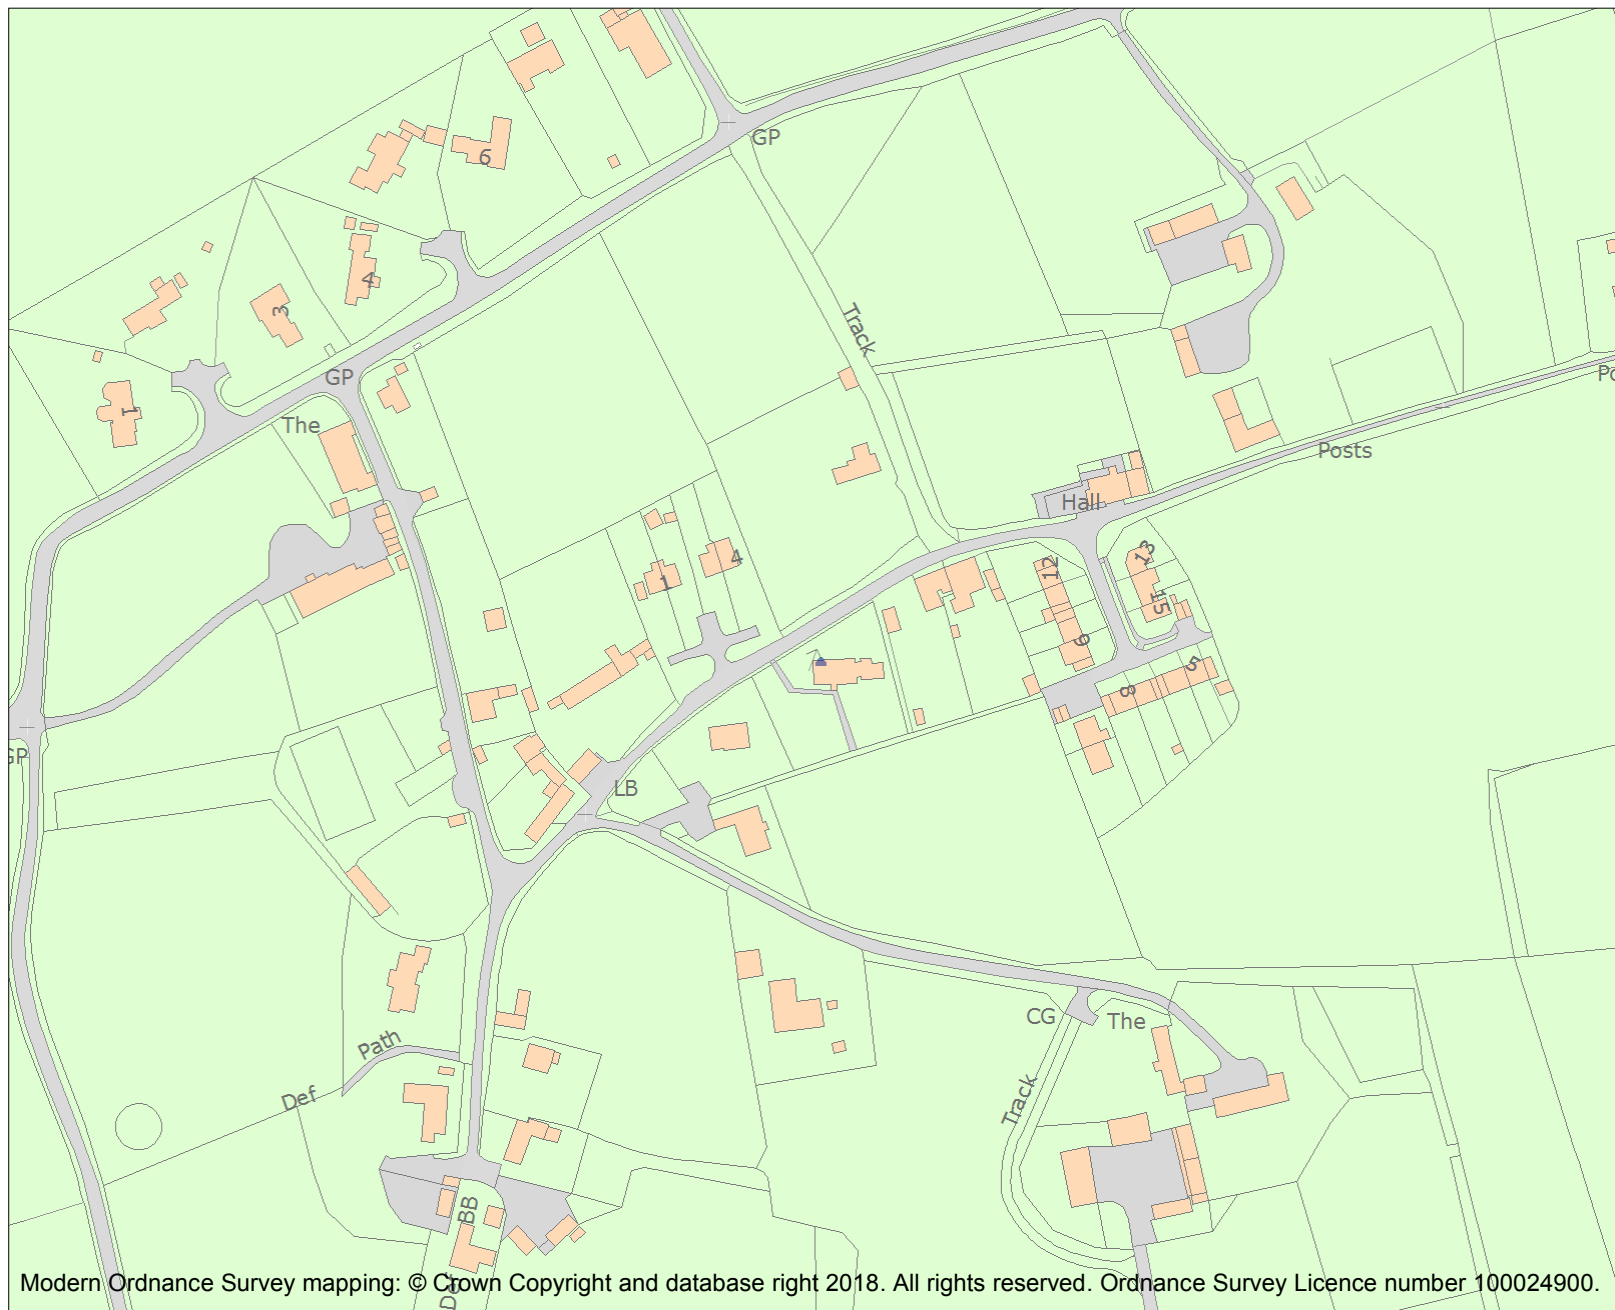 GP
6
4
3
Track
GP
1
The
Posts
Hall
4
1
13
12
15
9
5
8
GP
LB
CG
The
Path
Def
Track
BB
Def
Modern Ordnance Survey mapping: © Crown Copyright and database right 2018. All rights reserved. Ordnance Survey Licence number 100024900.